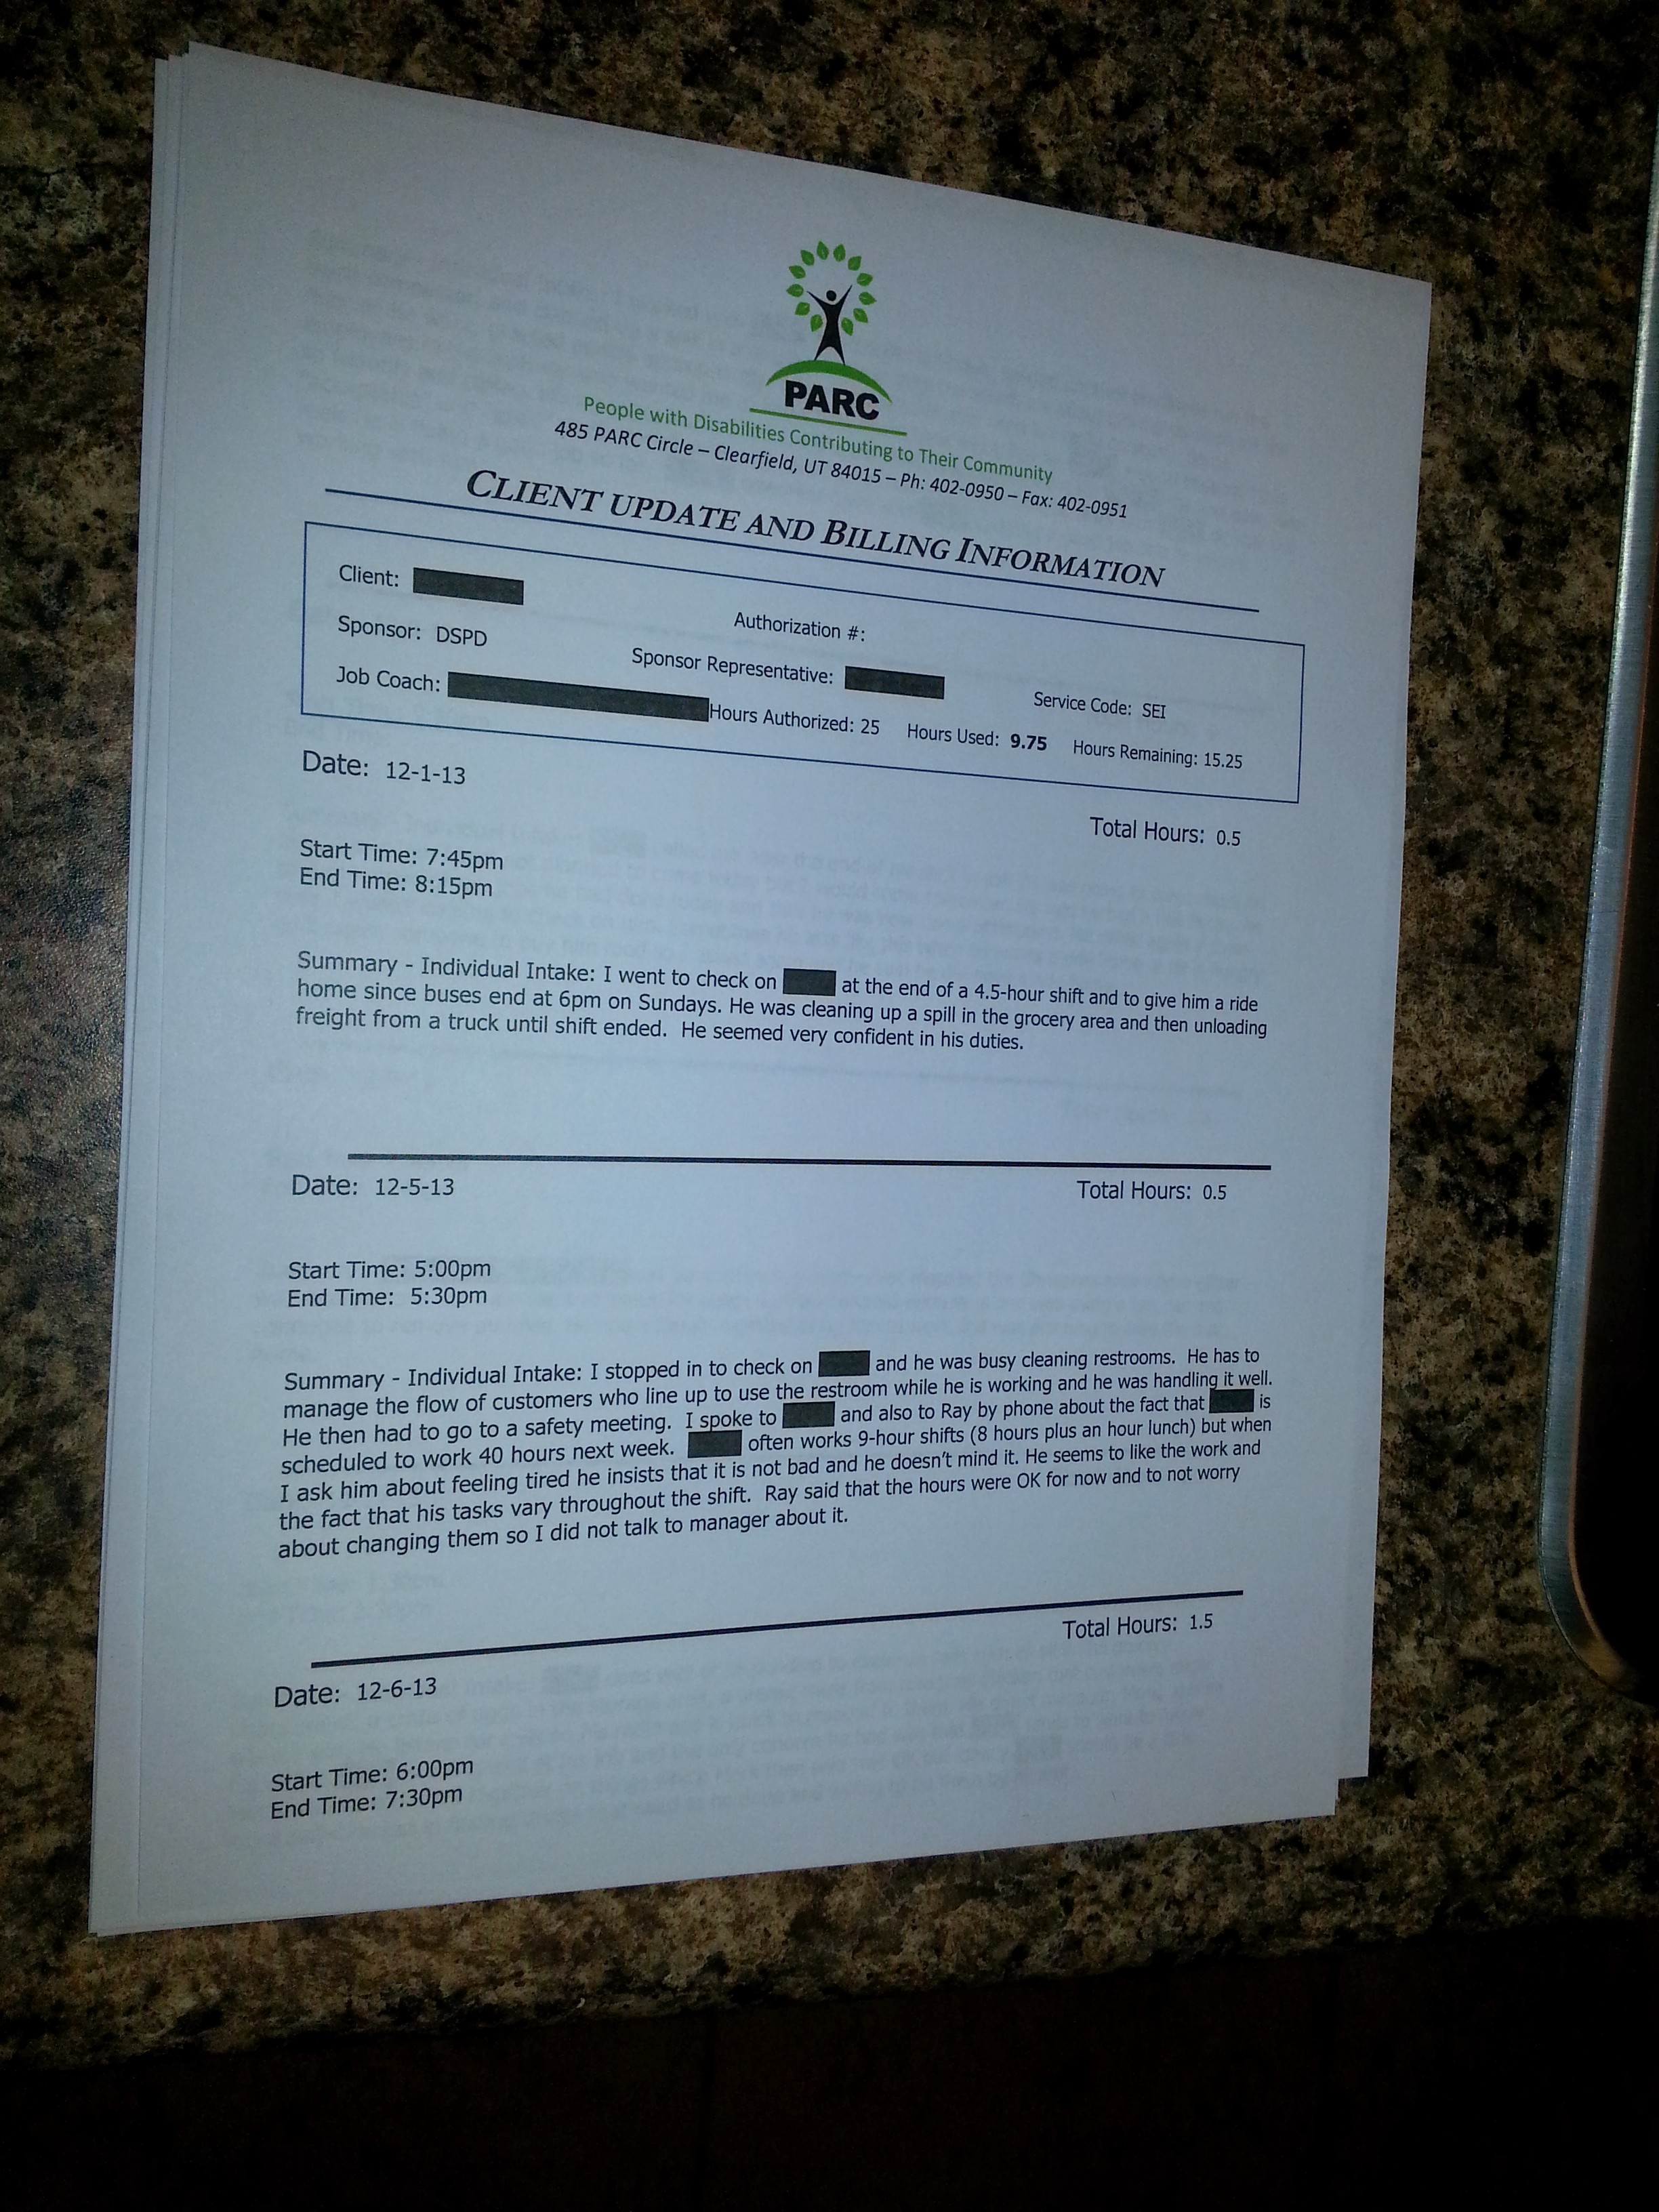 PARC
People with Disabilities Contributing to Their Community
485 PARC Circle – Clearfield, UT 84015 – Ph: 402-0950 – Fax: 402-0951
CLIENT UPDATE AND BILLING INFORMATION
Client:
Authorization #:
Sponsor: DSPD
Sponsor Representative:
Service Code: SEI
Job Coach:
Hours Authorized: 25 Hours Used: 9.75 Hours Remaining: 15.25
Date: 12-1-13
Total Hours: 0.5
Start Time: 7:45pm
End Time: 8:15pm
Summary - Individual Intake: I went to check on at the end of a 4.5-hour shift and to give him a ride
home since buses end at 6pm on Sundays. He was cleaning up a spill in the grocery area and then unloading
freight from a truck until shift ended. He seemed very confident in his duties.
Date: 12-5-13
Total Hours: 0.5
Start Time: 5:00pm
End Time: 5:30pm
Summary - Individual Intake: I stopped in to check on and he was busy cleaning restrooms. He has to
manage the flow of customers who line up to use the restroom while he is working and he was handling it well.
He then had to go to a safety meeting. I spoke to and also to Ray by phone about the fact that is
scheduled to work 40 hours next week. often works 9-hour shifts (8 hours plus an hour lunch) but when
I ask him about feeling tired he insists that it is not bad and he doesn't mind it. He seems to like the work and
the fact that his tasks vary throughout the shift. Ray said that the hours were OK for now and to not worry
about changing them so I did not talk to manager about it.
Total Hours: 1.5
Date: 12-6-13
Start Time: 6:00pm
End Time: 7:30pm